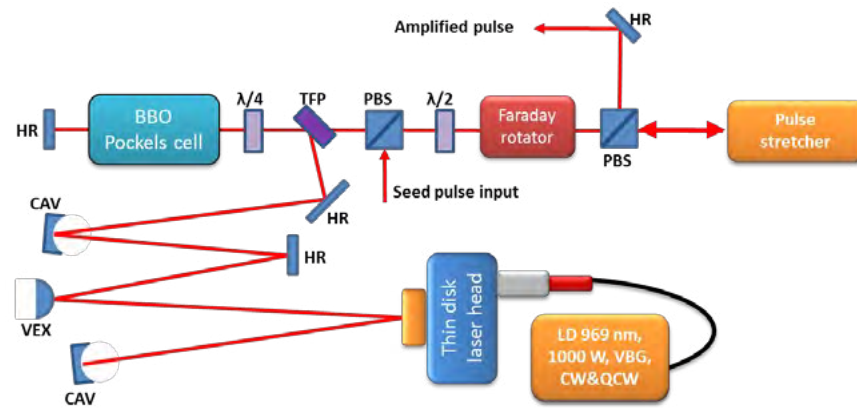 Amplified pulse
HR
λ/4
TFP
PBS
λ/2
HR
BBO
Pockels cell
Faraday
rotator
PBS
Pulse
stretcher
Seed pulse input
HR
CAV
HR
VEX
CAV
Thin disk
laser head
LD 969 nm,
1000 W, VBG,
CW&QCW